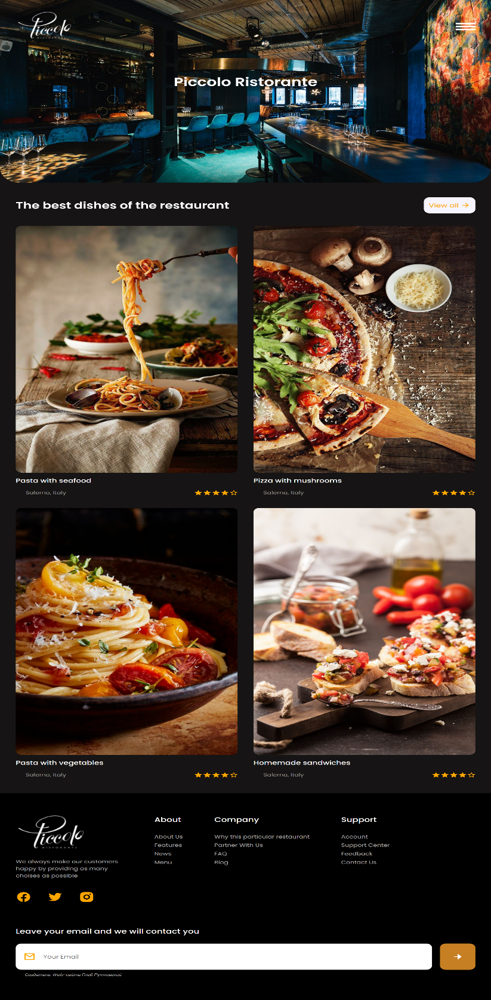 Piccolo
RISTORANTE
Piccolo Ristorante
The best dishes of the restaurant
View all
Pasta with seafood
Salerno, Italy
Pizza with mushrooms
Salerno, Italy
Pasta with vegetables
Salerno, Italy
Homemade sandwiches
Salerno, Italy
Piccolo
RISTORANTE
We always make our customers
happy by providing as many
choises as possible
About
About Us
Features
News
Menu
Company
Why this particular restaurant
Partner With Us
FAQ
Blog
Support
Account
Support Center
Feedback
Contact Us
Leave your email and we will contact you
Your Email
Создатель Web-сайта Глеб Рутковский